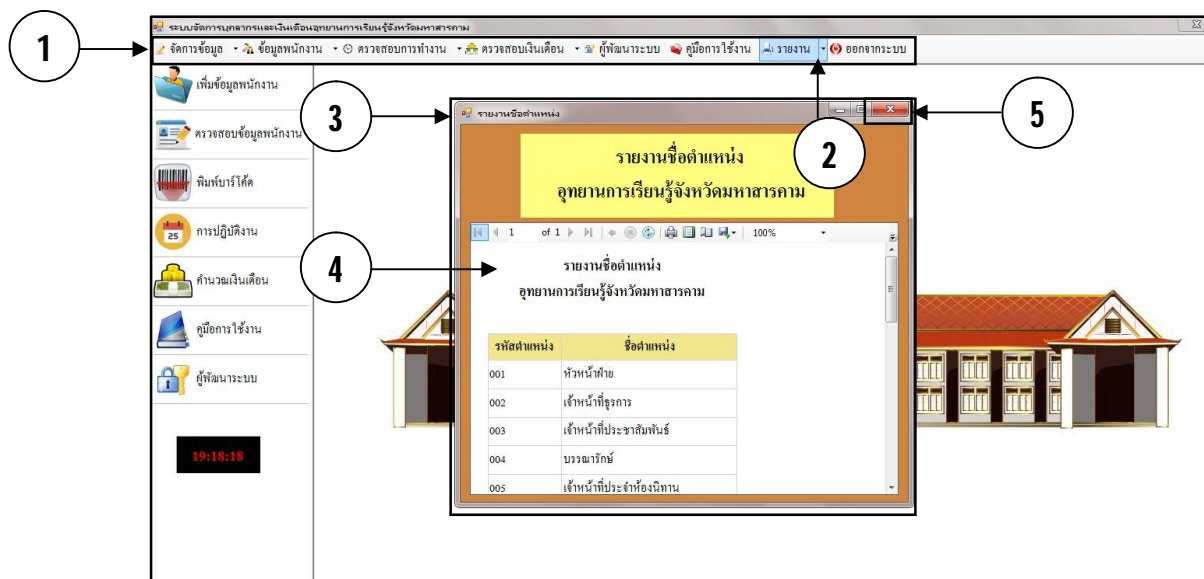 ระบบจัดการบุคลากรและเงินเดือนอุทยานการเรียนรู้จังหวัดมหาสารคาม
1
จัดการข้อมูล ข้อมูลพนักงาน ตรวจสอบการทำงาน ตรวจสอบเงินเดือน ผู้พัฒนาระบบ คู่มือการใช้งาน รายงาน ออกจากระบบ
เพิ่มข้อมูลพนักงาน
ตรวจสอบข้อมูลพนักงาน
พิมพ์บาร์โค้ด
25
การปฏิบัติงาน
คำนวณเงินเดือน
คู่มือการใช้งาน
ผู้พัฒนาระบบ
19:18:18
3
รายงานชื่อตำแหน่ง
5
2
รายงานชื่อตำแหน่ง
อุทยานการเรียนรู้จังหวัดมหาสารคาม
1 of 1 100%
4
รายงานชื่อตำแหน่ง
อุทยานการเรียนรู้จังหวัดมหาสารคาม
รหัสตำแหน่ง ชื่อตำแหน่ง
001 หัวหน้าฝ่าย
002 เจ้าหน้าที่ธุรการ
003 เจ้าหน้าที่ประชาสัมพันธ์
004 บรรณารักษ์
005 เจ้าหน้าที่ประจำห้องนิทาน